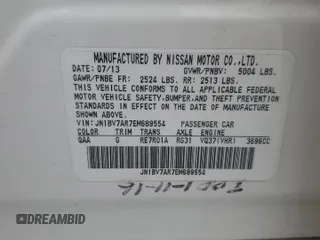 MANUFACTURED BY NISSAN MOTOR CO.,LTD.
DATE: 07/13 GVWR/PNBV: 5004 LBS.
GAWR/PNBE FR: 2524 LBS. RR: 2513 LBS.
THIS VEHICLE CONFORMS TO ALL APPLICABLE FEDERAL
MOTOR VEHICLE SAFETY,BUMPER,AND THEFT PREVENTION
STANDARDS IN EFFECT ON THE DATE OF MANUFACTURE
SHOWN ABOVE.
VIN: JN1BV7AR7EM689554 PASSENGER CAR
COLOR TRIM TRANS AXLE ENGINE
QAA G RE7R01A RG31 VQ37(VHR) 3696CC
JN1BV7AR7EM689554
DREAMBID
DREAMBID